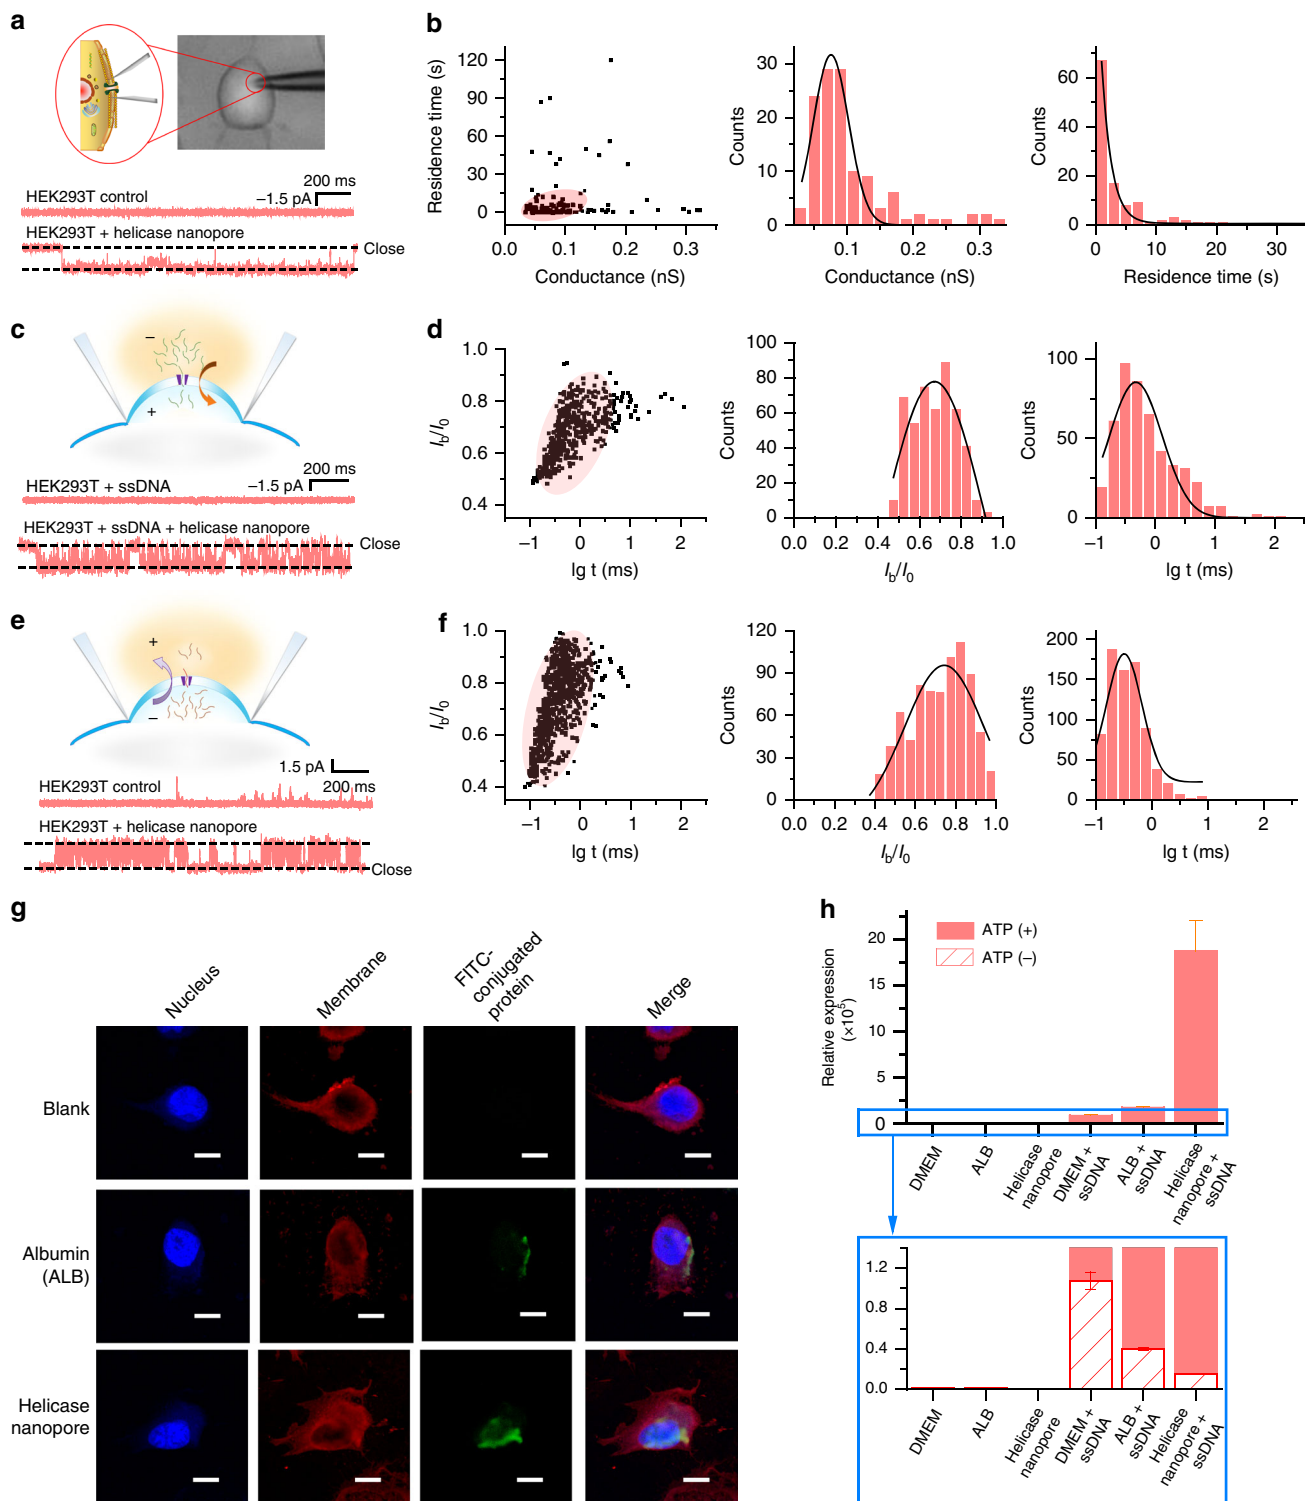 a
200 ms
−1.5 pA
HEK293T control
HEK293T + helicase nanopore
Close
b
Residence time (s)
120
90
60
30
0
0.0
0.1
0.2
0.3
Conductance (nS)
Counts
30
20
10
0
0.1
0.2
0.3
Conductance (nS)
Counts
60
40
20
0
0
10
20
30
Residence time (s)
c
−
+
200 ms
−1.5 pA
HEK293T + ssDNA
HEK293T + ssDNA + helicase nanopore
Close
d
Ib/I0
1.0
0.8
0.6
0.4
−1
0
1
2
lg t (ms)
Counts
100
80
60
40
20
0
0.0
0.2
0.4
0.6
0.8
1.0
Ib/I0
Counts
100
50
0
−1
0
1
2
lg t (ms)
e
+
−
1.5 pA
200 ms
HEK293T control
HEK293T + helicase nanopore
Close
f
Ib/I0
1.0
0.8
0.6
0.4
−1
0
1
2
lg t (ms)
Counts
120
90
60
30
0
0.0
0.2
0.4
0.6
0.8
1.0
Ib/I0
Counts
200
150
100
50
0
−1
0
1
2
lg t (ms)
g
Nucleus
Membrane
FITC-
conjugated
protein
Merge
Blank
Albumin
(ALB)
Helicase
nanopore
h
ATP (+)
ATP (−)
Relative expression
(×10⁵)
20
15
10
5
0
DMEM
ALB
Helicase
nanopore
DMEM +
ssDNA
ALB +
ssDNA
Helicase
nanopore +
ssDNA
1.2
0.8
0.4
0.0
DMEM
ALB
Helicase
nanopore
DMEM +
ssDNA
ALB +
ssDNA
Helicase
nanopore +
ssDNA